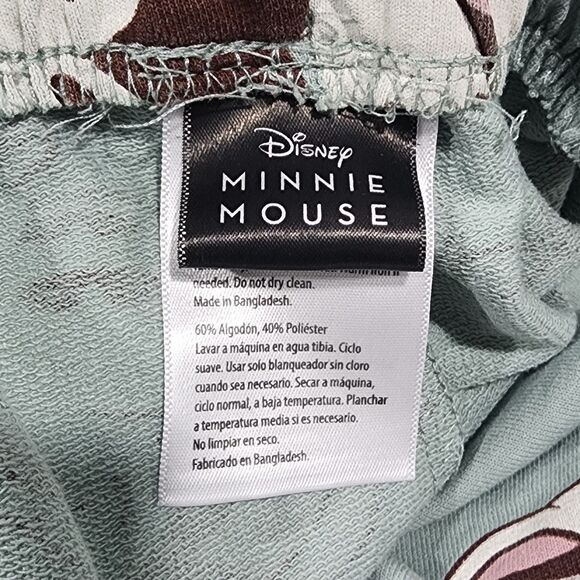 Disney
MINNIE
MOUSE
needed. Do not dry clean.
Made in Bangladesh.
60% Algodón, 40% Poliéster
Lavar a máquina en agua tibia. Ciclo
suave. Usar solo blanqueador sin cloro
cuando sea necesario. Secar a máquina,
ciclo normal, a baja temperatura. Planchar
a temperatura media si es necesario.
No limpiar en seco.
Fabricado en Bangladesh.